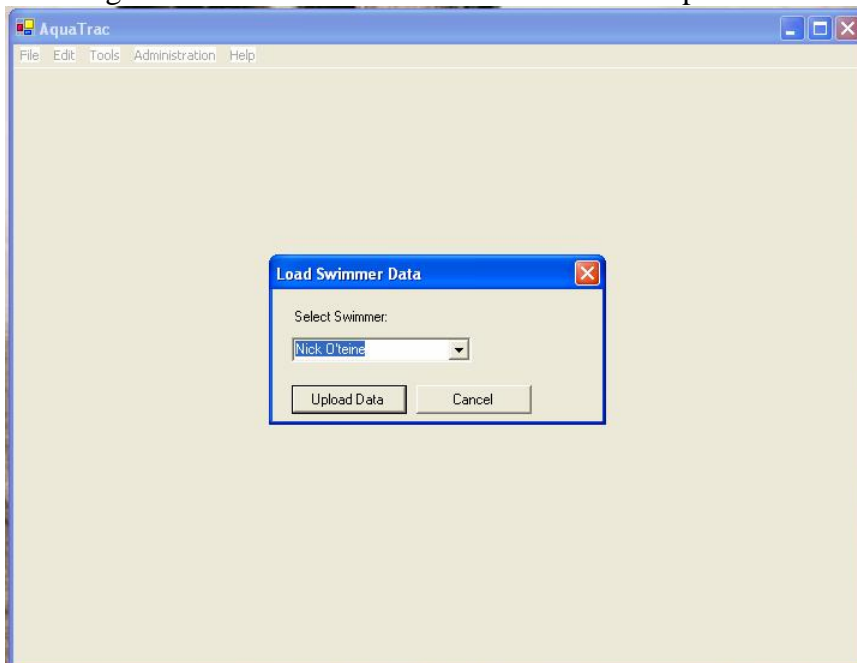 AquaTrac
File Edit Tools Administration Help
Load Swimmer Data
Select Swimmer:
Nick O'teine
Upload Data Cancel